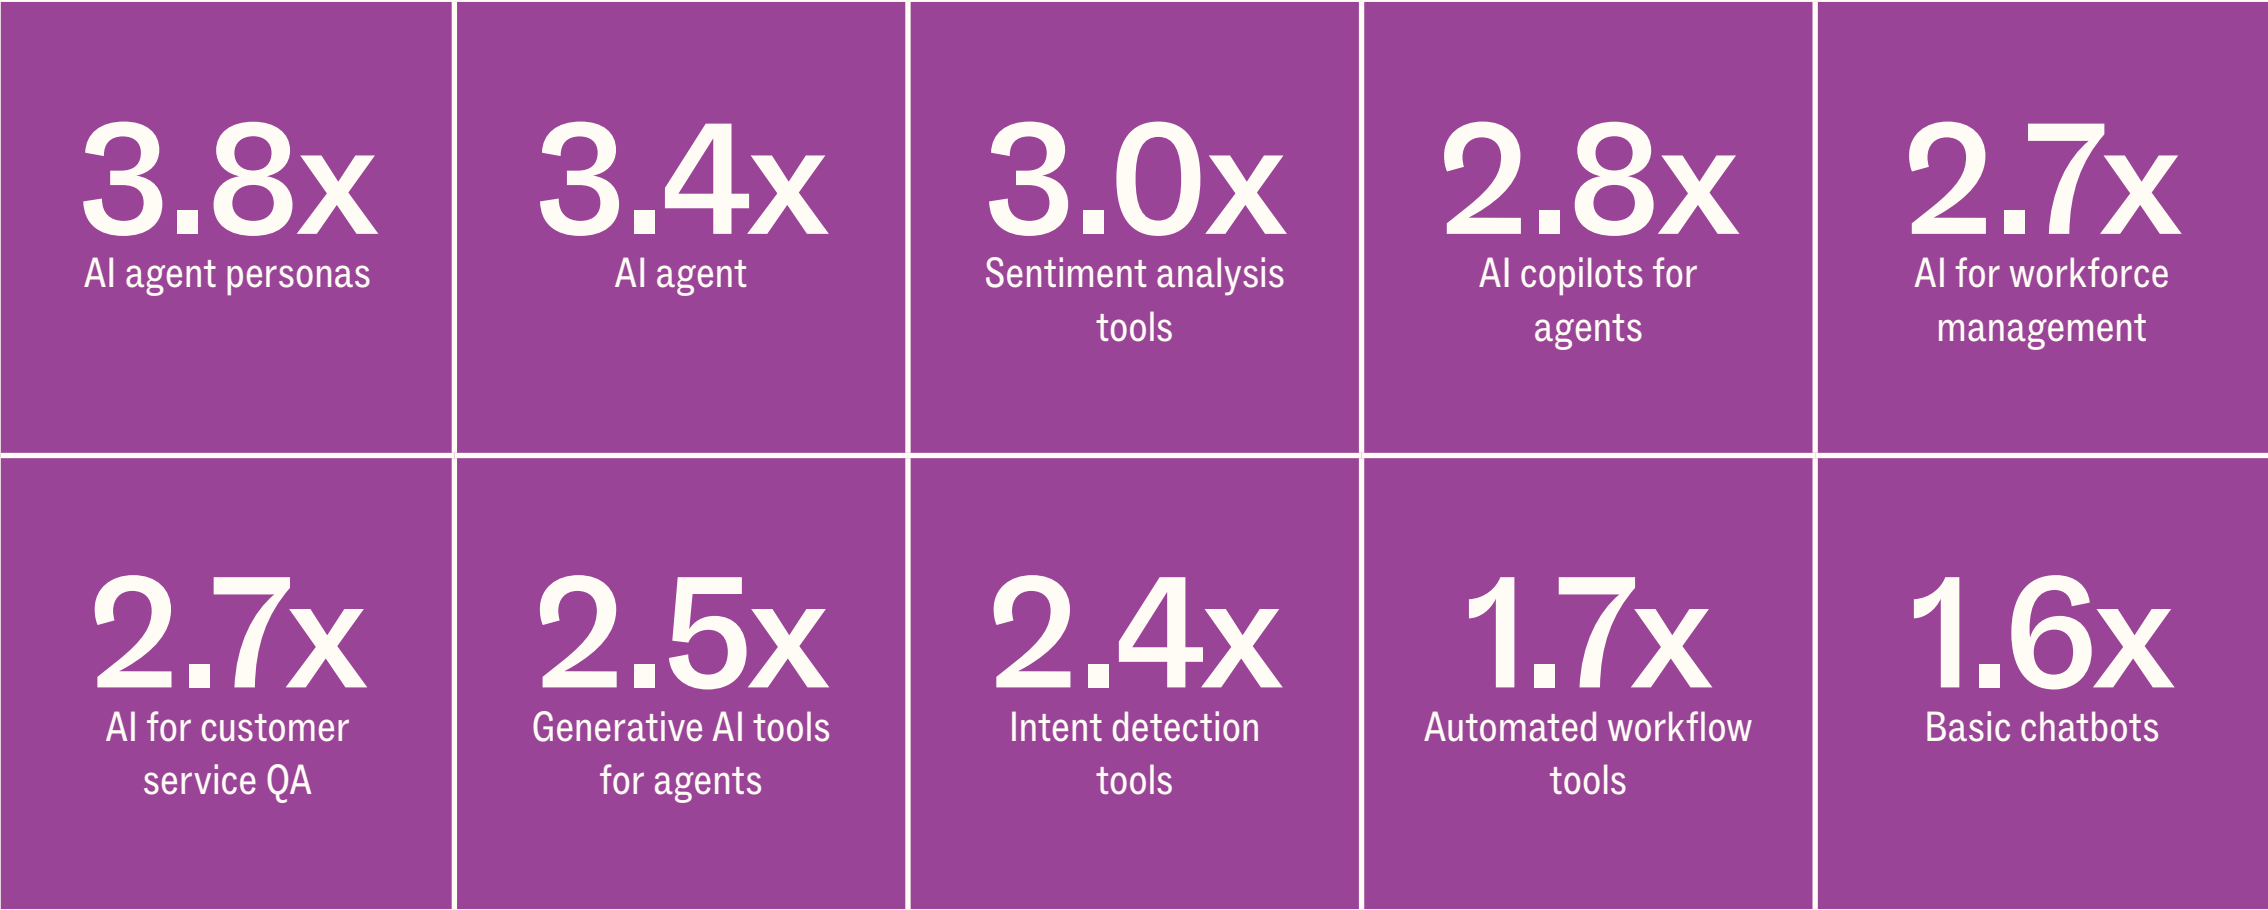 3.8x
AI agent personas
3.4x
AI agent
3.0x
Sentiment analysis
tools
2.8x
AI copilots for
agents
2.7x
AI for workforce
management
2.7x
AI for customer
service QA
2.5x
Generative AI tools
for agents
2.4x
Intent detection
tools
1.7x
Automated workflow
tools
1.6x
Basic chatbots